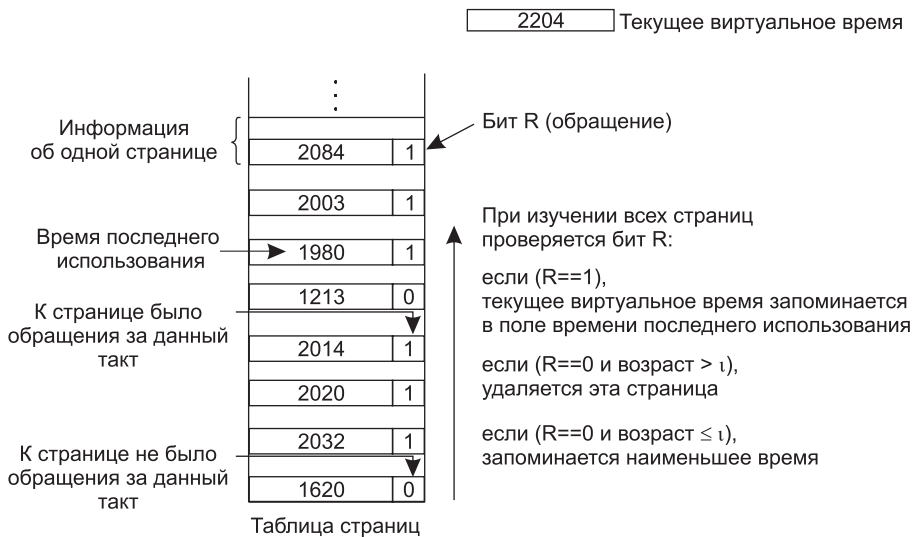 2204 Текущее виртуальное время
Информация
об одной странице
Бит R (обращение)
2084 1
2003 1
Время последнего
использования
1980 1
1213 0
К странице было
обращения за данный
такт
2014 1
2020 1
2032 1
К странице не было
обращения за данный
такт
1620 0
Таблица страниц
При изучении всех страниц
проверяется бит R:
если (R==1),
текущее виртуальное время запоминается
в поле времени последнего использования
если (R==0 и возраст > ι),
удаляется эта страница
если (R==0 и возраст ≤ ι),
запоминается наименьшее время